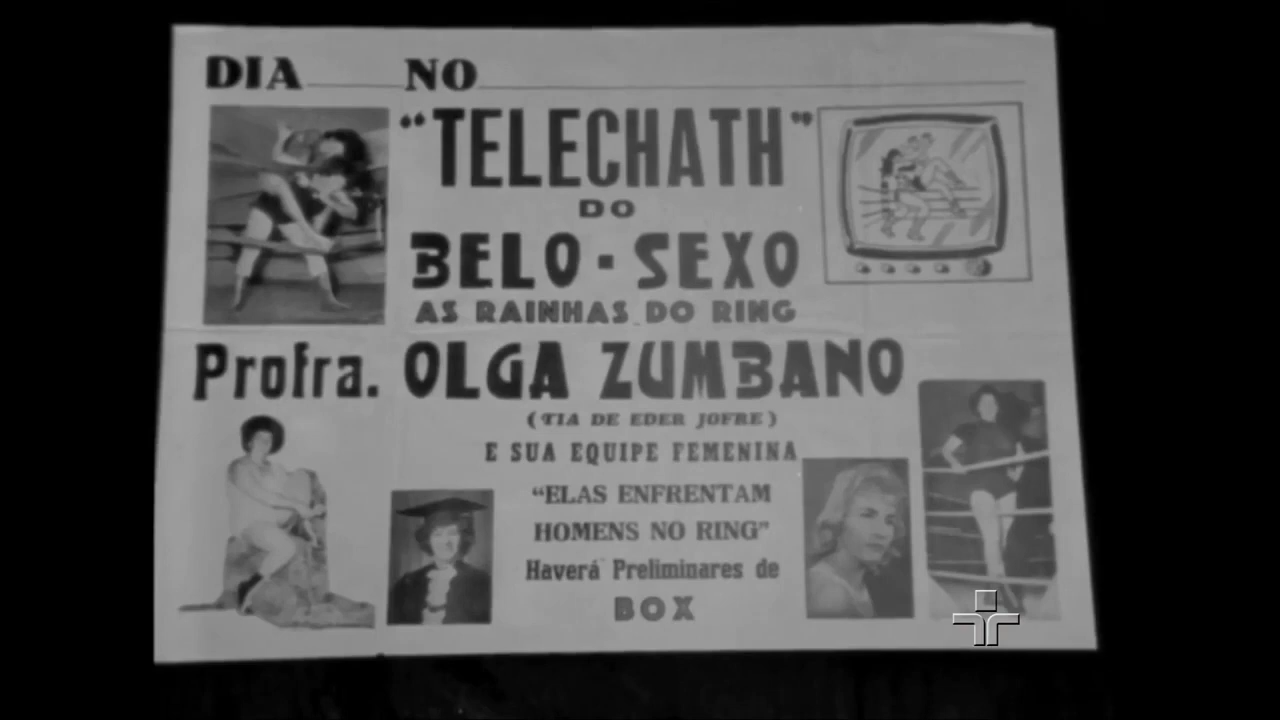 DIA NO
“TELECHATH”
DO
BELO - SEXO
AS RAINHAS DO RING
Profra. OLGA ZUMBANO
(TIA DE EDER JOFRE)
E SUA EQUIPE FEMENINA
“ELAS ENFRENTAM
HOMENS NO RING”
Haverá Preliminares de
BOX